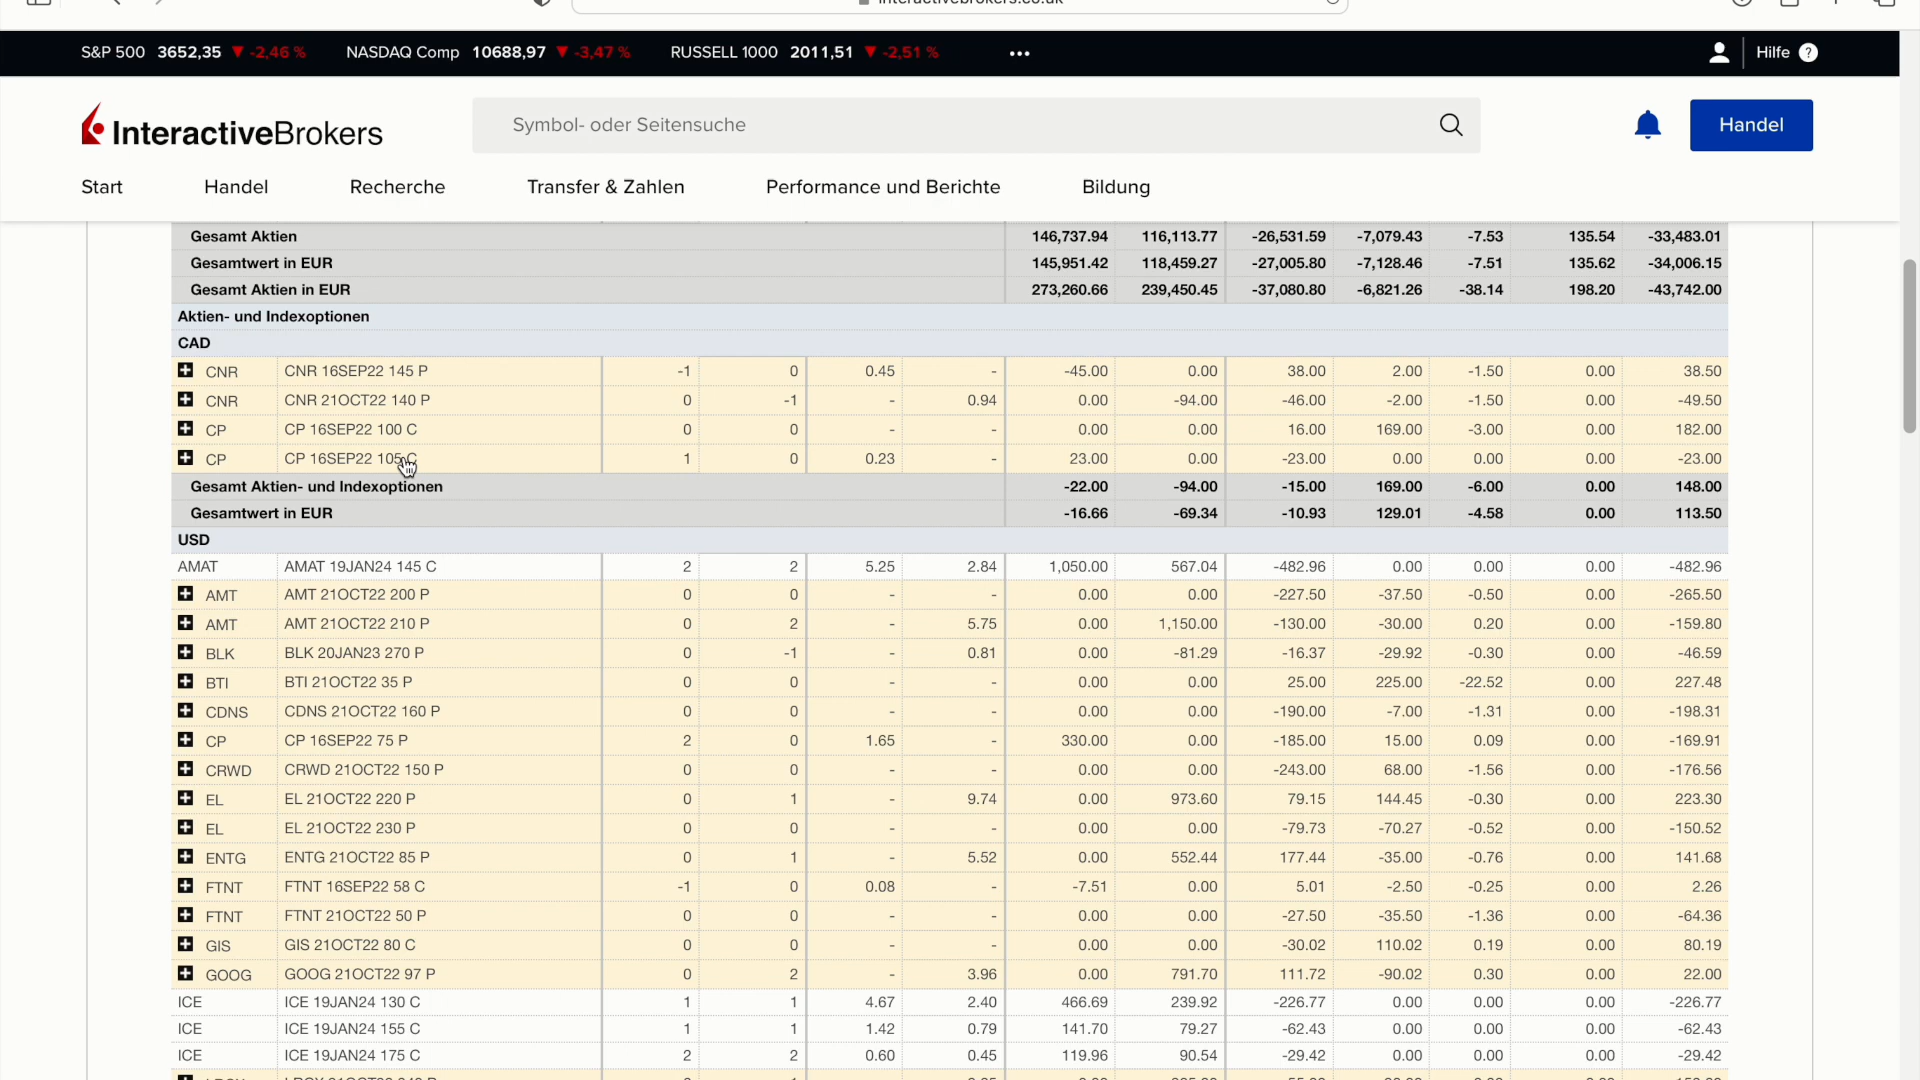 S&P 500 3652,35 ▼ -2,46 % NASDAQ Comp 10688,97 ▼ -3,47 % RUSSELL 1000 2011,51 ▼ -2,51 % ••• Hilfe ?
InteractiveBrokers Symbol- oder Seitensuche Handel
Start Handel Recherche Transfer & Zahlen Performance und Berichte Bildung
Gesamt Aktien 146,737.94 116,113.77 -26,531.59 -7,079.43 -7.53 135.54 -33,483.01
Gesamtwert in EUR 145,951.42 118,459.27 -27,005.80 -7,128.46 -7.51 135.62 -34,006.15
Gesamt Aktien in EUR 273,260.66 239,450.45 -37,080.80 -6,821.26 -38.14 198.20 -43,742.00
Aktien- und Indexoptionen
CAD
CNR CNR 16SEP22 145 P -1 0 0.45 - -45.00 0.00 38.00 2.00 -1.50 0.00 38.50
CNR CNR 21OCT22 140 P 0 -1 - 0.94 0.00 -94.00 -46.00 -2.00 -1.50 0.00 -49.50
CP CP 16SEP22 100 C 0 0 - - 0.00 0.00 16.00 169.00 -3.00 0.00 182.00
CP CP 16SEP22 105 C 1 0 0.23 - 23.00 0.00 -23.00 0.00 0.00 0.00 -23.00
Gesamt Aktien- und Indexoptionen -22.00 -94.00 -15.00 169.00 -6.00 0.00 148.00
Gesamtwert in EUR -16.66 -69.34 -10.93 129.01 -4.58 0.00 113.50
USD
AMAT AMAT 19JAN24 145 C 2 2 5.25 2.84 1,050.00 567.04 -482.96 0.00 0.00 0.00 -482.96
AMT AMT 21OCT22 200 P 0 0 - - 0.00 0.00 -227.50 -37.50 -0.50 0.00 -265.50
AMT AMT 21OCT22 210 P 0 2 - 5.75 0.00 1,150.00 -130.00 -30.00 0.20 0.00 -159.80
BLK BLK 20JAN23 270 P 0 -1 - 0.81 0.00 -81.29 -16.37 -29.92 -0.30 0.00 -46.59
BTI BTI 21OCT22 35 P 0 0 - - 0.00 0.00 25.00 225.00 -22.52 0.00 227.48
CDNS CDNS 21OCT22 160 P 0 0 - - 0.00 0.00 -190.00 -7.00 -1.31 0.00 -198.31
CP CP 16SEP22 75 P 2 0 1.65 - 330.00 0.00 -185.00 15.00 0.09 0.00 -169.91
CRWD CRWD 21OCT22 150 P 0 0 - - 0.00 0.00 -243.00 68.00 -1.56 0.00 -176.56
EL EL 21OCT22 220 P 0 1 - 9.74 0.00 973.60 79.15 144.45 -0.30 0.00 223.30
EL EL 21OCT22 230 P 0 0 - - 0.00 0.00 -79.73 -70.27 -0.52 0.00 -150.52
ENTG ENTG 21OCT22 85 P 0 1 - 5.52 0.00 552.44 177.44 -35.00 -0.76 0.00 141.68
FTNT FTNT 16SEP22 58 C -1 0 0.08 - -7.51 0.00 5.01 -2.50 -0.25 0.00 2.26
FTNT FTNT 21OCT22 50 P 0 0 - - 0.00 0.00 -27.50 -35.50 -1.36 0.00 -64.36
GIS GIS 21OCT22 80 C 0 0 - - 0.00 0.00 -30.02 110.02 0.19 0.00 80.19
GOOG GOOG 21OCT22 97 P 0 2 - 3.96 0.00 791.70 111.72 -90.02 0.30 0.00 22.00
ICE ICE 19JAN24 130 C 1 1 4.67 2.40 466.69 239.92 -226.77 0.00 0.00 0.00 -226.77
ICE ICE 19JAN24 155 C 1 1 1.42 0.79 141.70 79.27 -62.43 0.00 0.00 0.00 -62.43
ICE ICE 19JAN24 175 C 2 2 0.60 0.45 119.96 90.54 -29.42 0.00 0.00 0.00 -29.42